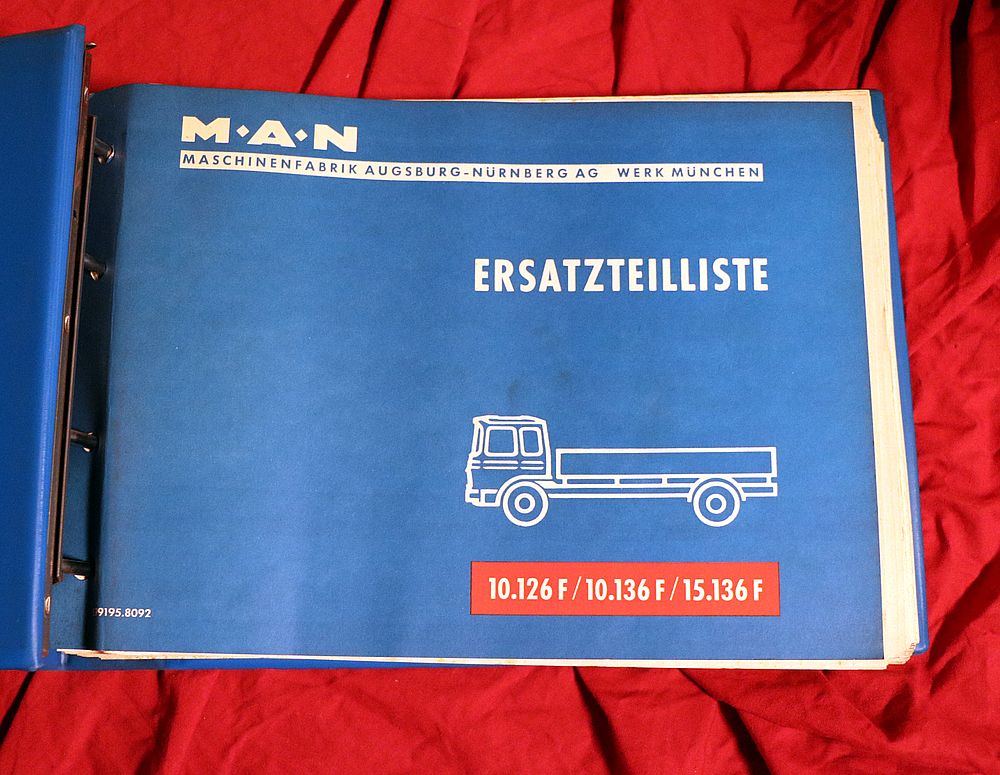 M·A·N
MASCHINENFABRIK AUGSBURG-NÜRNBERG AG WERK MÜNCHEN
ERSATZTEILLISTE
10.126 F / 10.136 F / 15.136 F
9195.8092